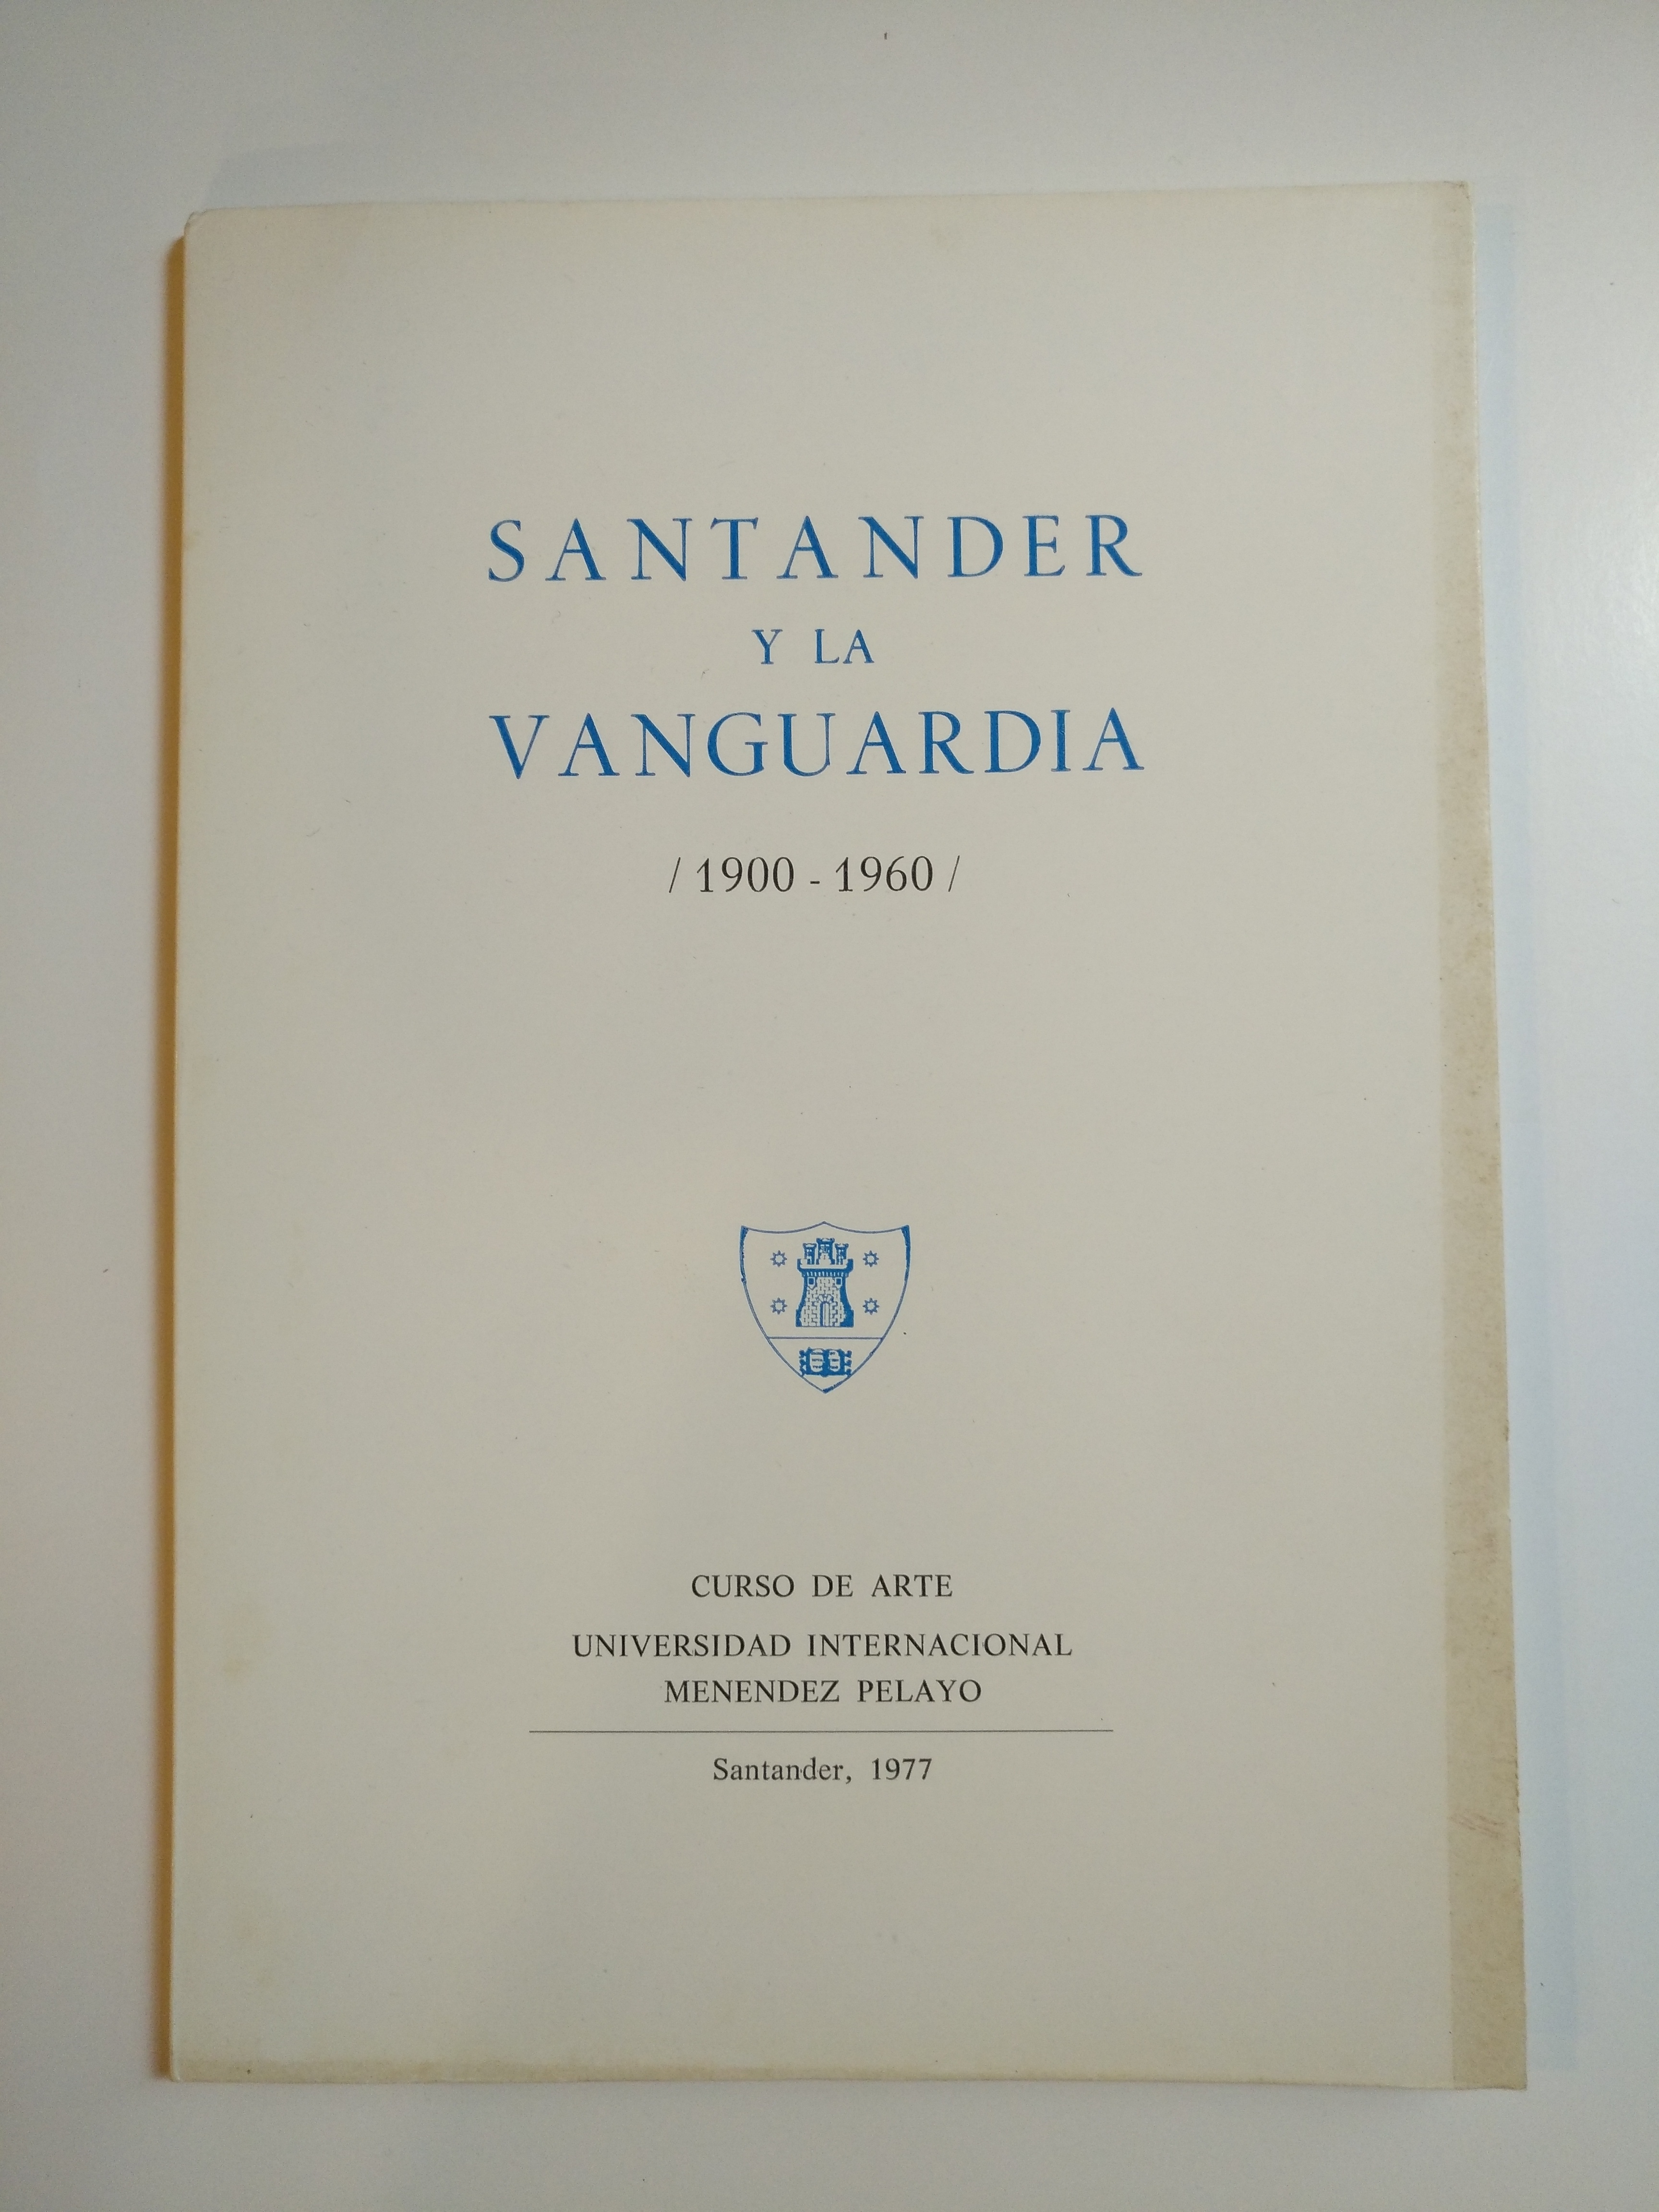 SANTANDER
Y LA
VANGUARDIA
/ 1900 - 1960 /
CURSO DE ARTE
UNIVERSIDAD INTERNACIONAL
MENENDEZ PELAYO
Santander, 1977